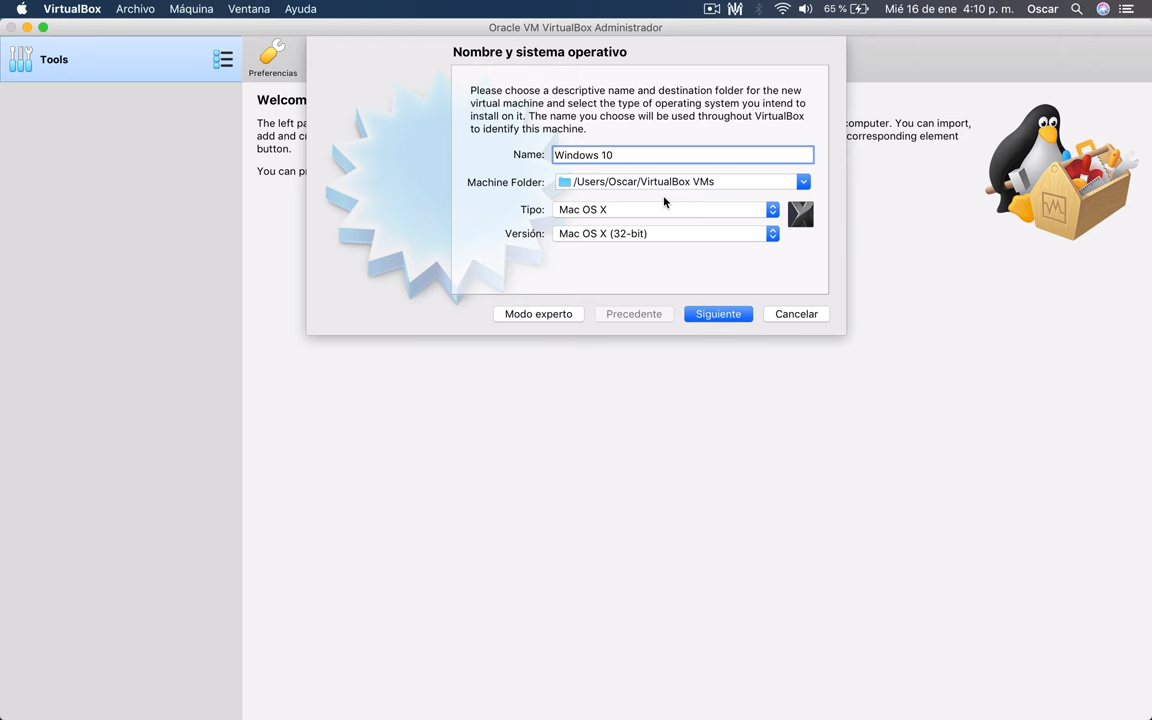 VirtualBox Archivo Máquina Ventana Ayuda 65 % Mié 16 de ene 4:10 p. m. Oscar
Oracle VM VirtualBox Administrador
Tools
Preferencias
Nombre y sistema operativo
Welcom
The left pa
add and cr
button.
You can pr
Please choose a descriptive name and destination folder for the new
virtual machine and select the type of operating system you intend to
install on it. The name you choose will be used throughout VirtualBox
to identify this machine.
Name: Windows 10
Machine Folder: /Users/Oscar/VirtualBox VMs
Tipo: Mac OS X
Versión: Mac OS X (32-bit)
Modo experto Precedente Siguiente Cancelar
computer. You can import,
corresponding element